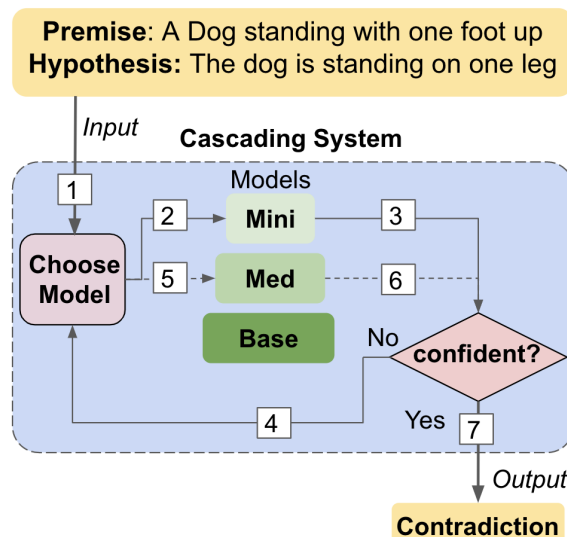 Premise: A Dog standing with one foot up
Hypothesis: The dog is standing on one leg
Input
Cascading System
1
Models
2
Mini
3
Choose
Model
5
Med
6
Base
No
confident?
4
Yes
7
Output
Contradiction